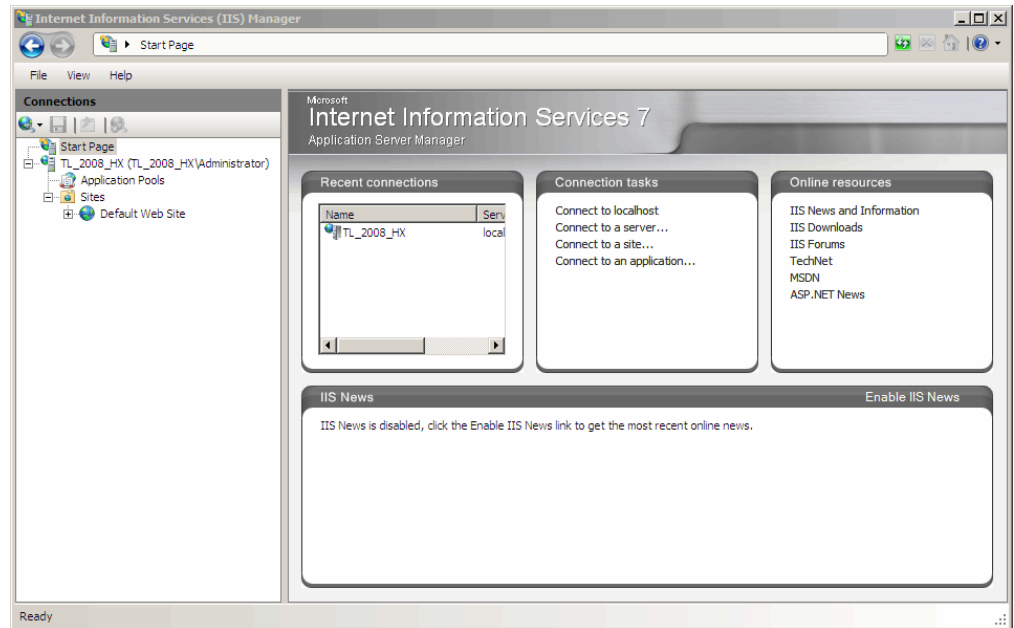 Internet Information Services (IIS) Manager
Start Page
File View Help
Connections
Start Page
TL_2008_HX (TL_2008_HX\Administrator)
Application Pools
Sites
Default Web Site
Microsoft
Internet Information Services 7
Application Server Manager
Recent connections
Name Serv
TL_2008_HX local
Connection tasks
Connect to localhost
Connect to a server...
Connect to a site...
Connect to an application...
Online resources
IIS News and Information
IIS Downloads
IIS Forums
TechNet
MSDN
ASP.NET News
IIS News Enable IIS News
IIS News is disabled, click the Enable IIS News link to get the most recent online news.
Ready